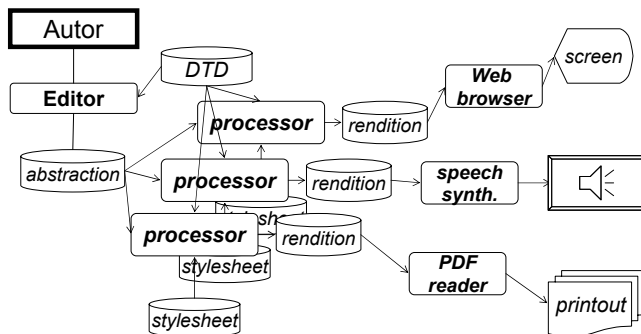 Autor
DTD
screen
Web
browser
Editor
processor
rendition
abstraction
processor
rendition
speech
synth.
stylesheet
processor
rendition
stylesheet
PDF
reader
stylesheet
printout